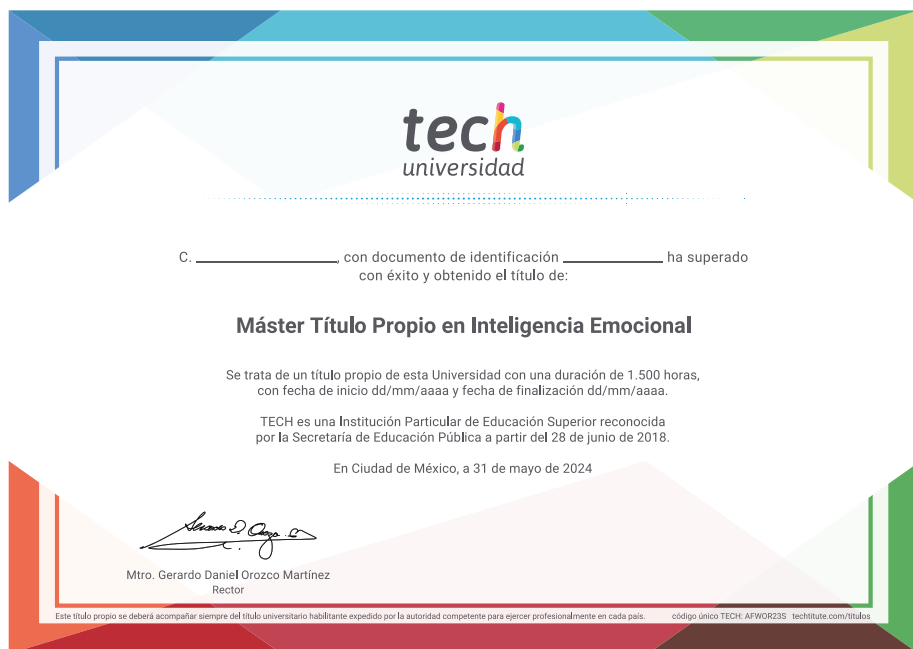 tech
universidad
C. ____________, con documento de identificación ____________ ha superado
con éxito y obtenido el título de:
Máster Título Propio en Inteligencia Emocional
Se trata de un título propio de esta Universidad con una duración de 1.500 horas,
con fecha de inicio dd/mm/aaaa y fecha de finalización dd/mm/aaaa.
TECH es una Institución Particular de Educación Superior reconocida
por la Secretaría de Educación Pública a partir del 28 de junio de 2018.
En Ciudad de México, a 31 de mayo de 2024
Mtro. Gerardo Daniel Orozco Martínez
Rector
Este título propio se deberá acompañar siempre del título universitario habilitante expedido por la autoridad competente para ejercer profesionalmente en cada país. código único TECH: AFWOR23S techtitute.com/titulos